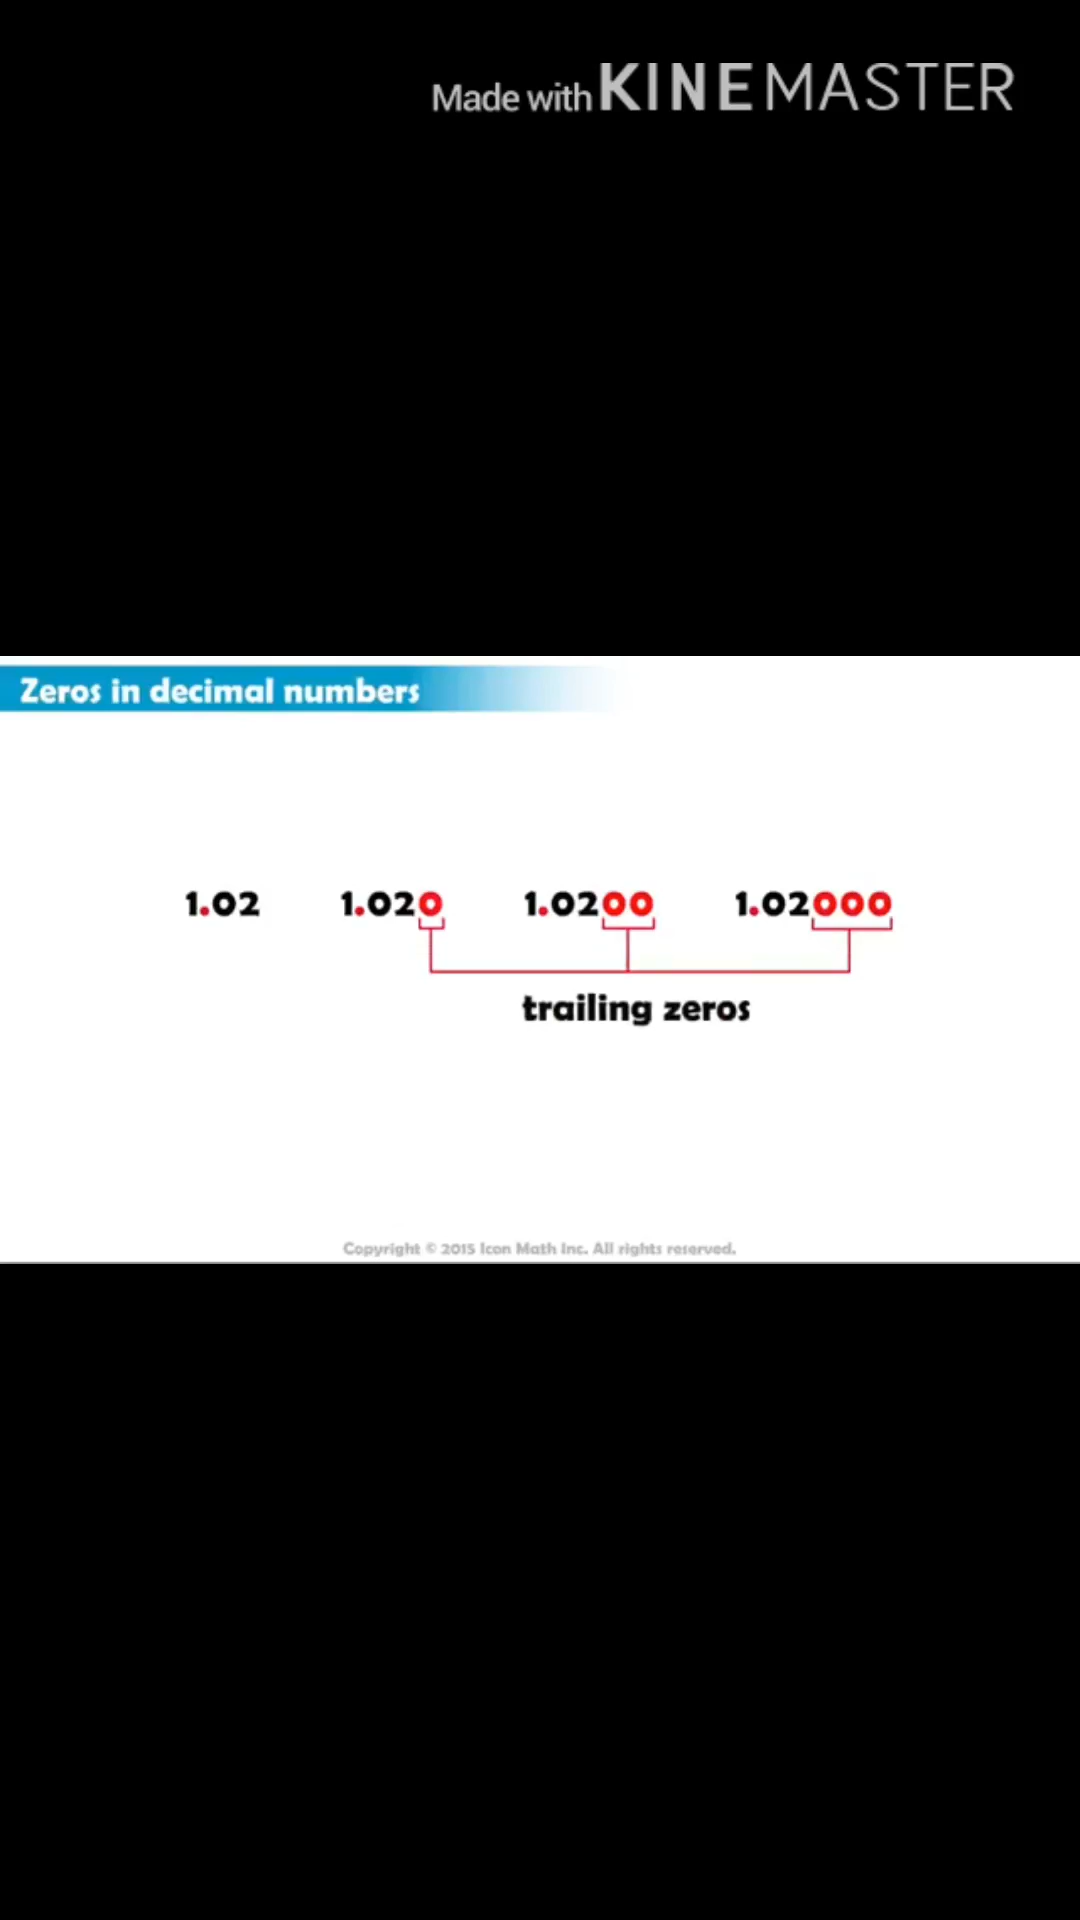 Made with KINEMASTER
Zeros in decimal numbers
1.02 1.020 1.0200 1.02000
trailing zeros
Copyright © 2015 Icon Math Inc. All rights reserved.